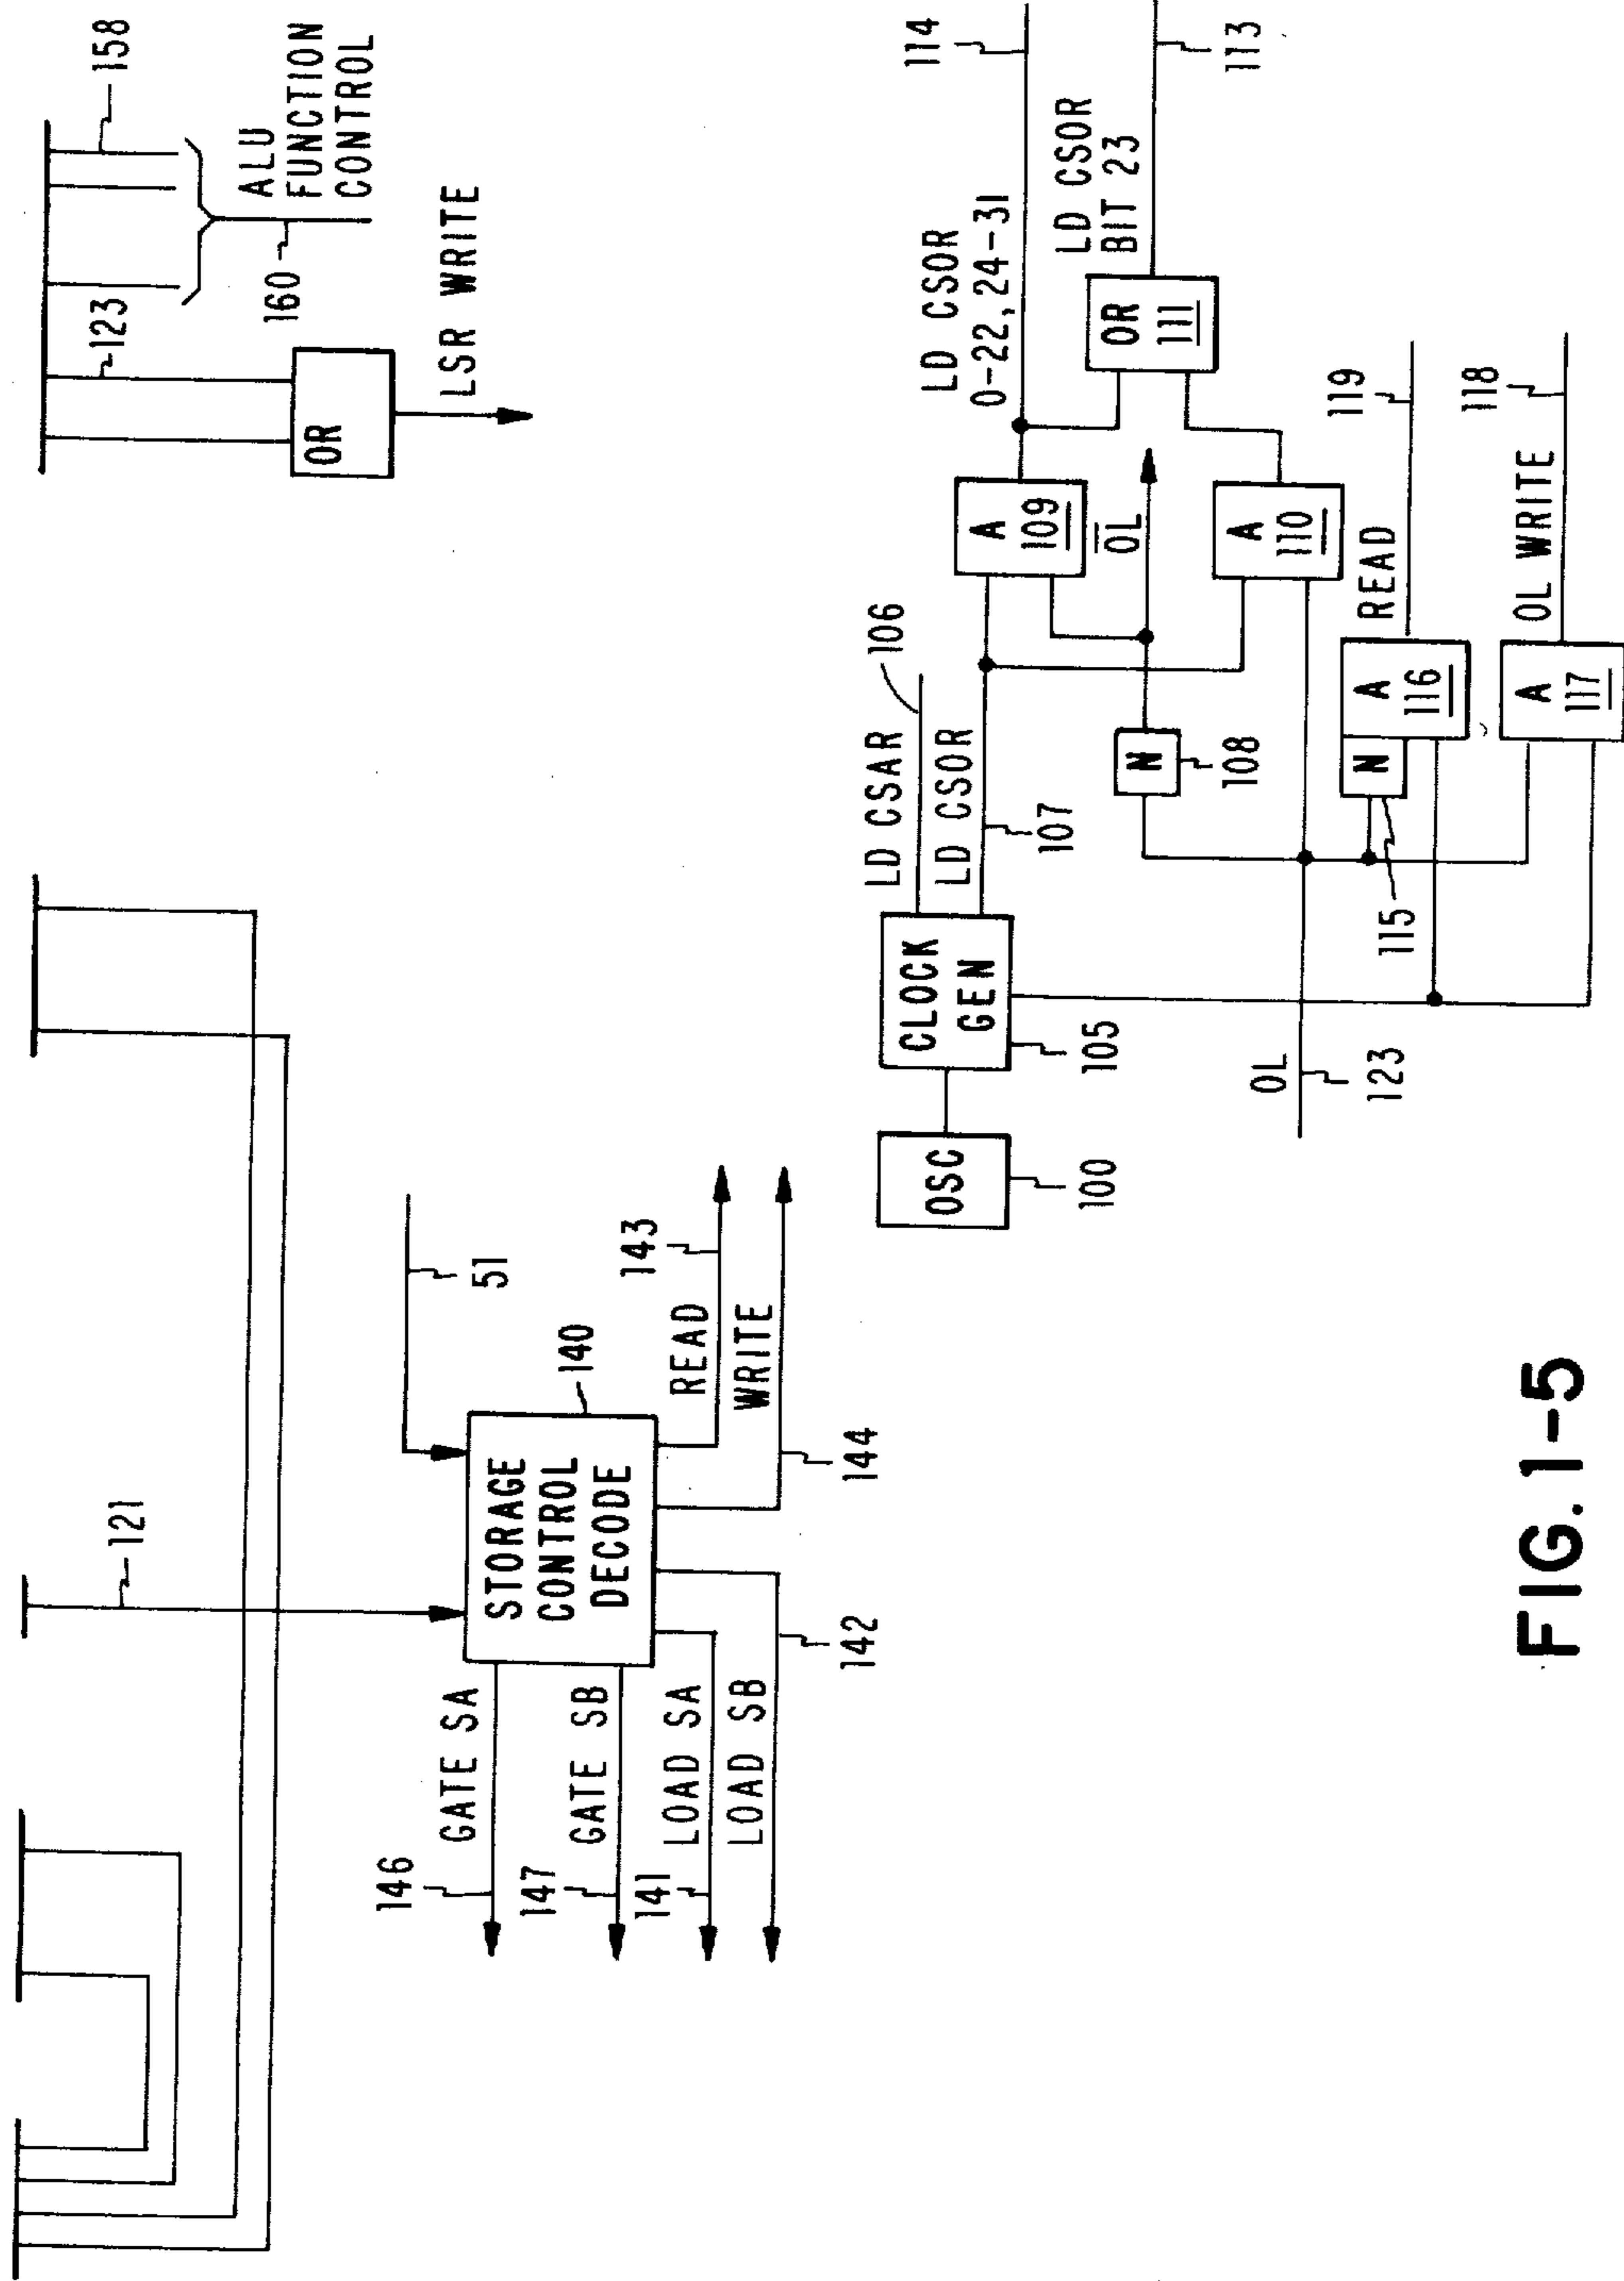 158
ALU
FUNCTION
CONTROL
123
160
OR
LSR WRITE
121
51
STORAGE
CONTROL
DECODE
140
GATE SA
146
GATE SB
147
LOAD SA
141
LOAD SB
142
READ
143
WRITE
144
OSC
100
CLOCK
GEN
105
LD CSAR
106
LD CSOR
107
N
108
A
109
OL
A
110
LD CSOR
0-22, 24-31
114
OR
111
LD CSOR
BIT 23
113
OL
123
N
115
A
116
READ
119
A
117
OL WRITE
118
FIG. 1-5